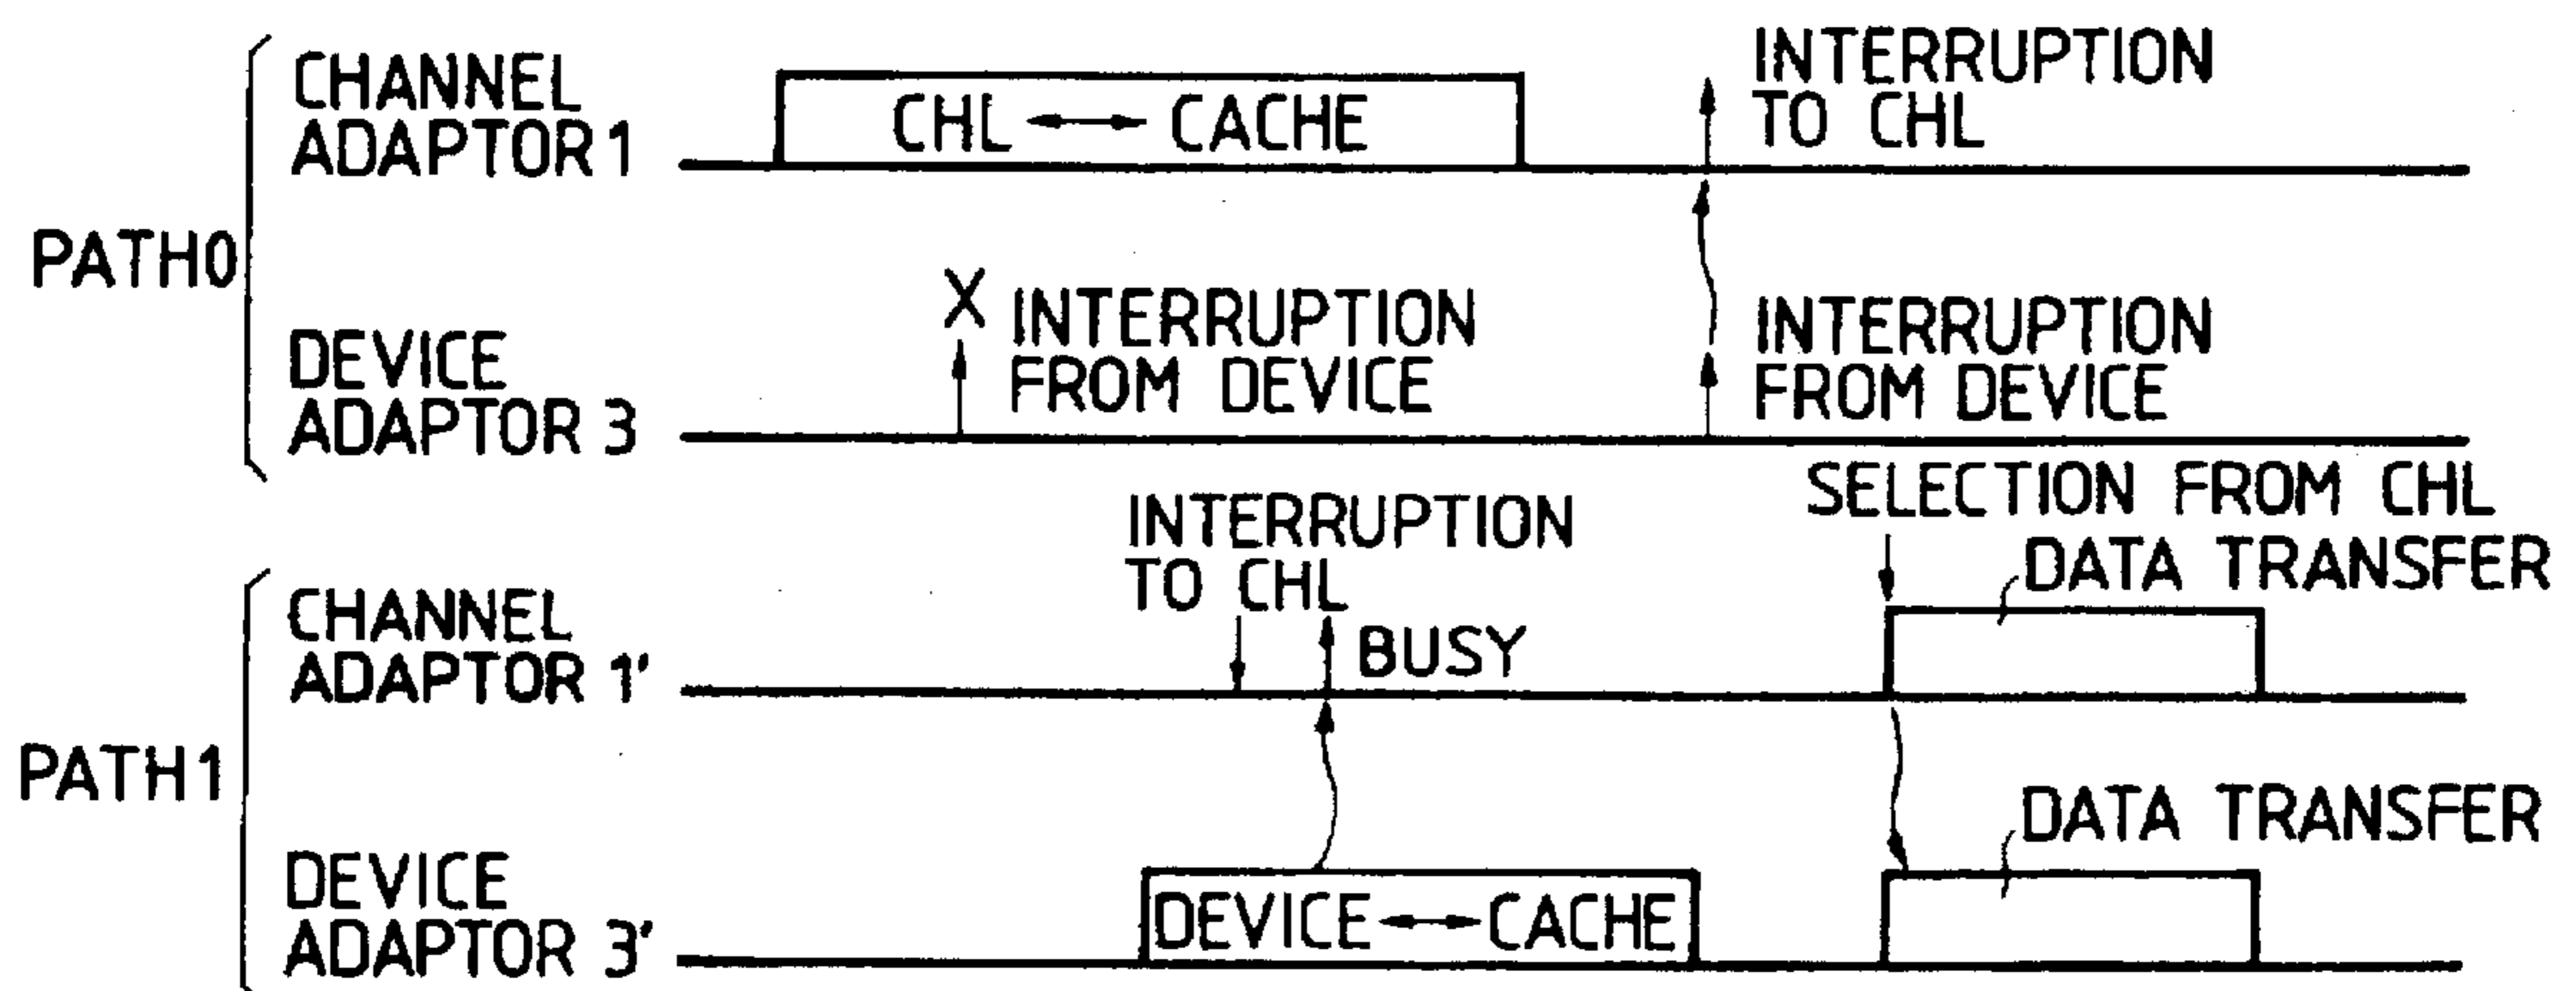 PATH0
CHANNEL
ADAPTOR 1
CHL ↔ CACHE
INTERRUPTION
TO CHL
DEVICE
ADAPTOR 3
X
INTERRUPTION
FROM DEVICE
INTERRUPTION
FROM DEVICE
PATH1
CHANNEL
ADAPTOR 1'
INTERRUPTION
TO CHL
BUSY
SELECTION FROM CHL
DATA TRANSFER
DEVICE
ADAPTOR 3'
DEVICE ↔ CACHE
DATA TRANSFER